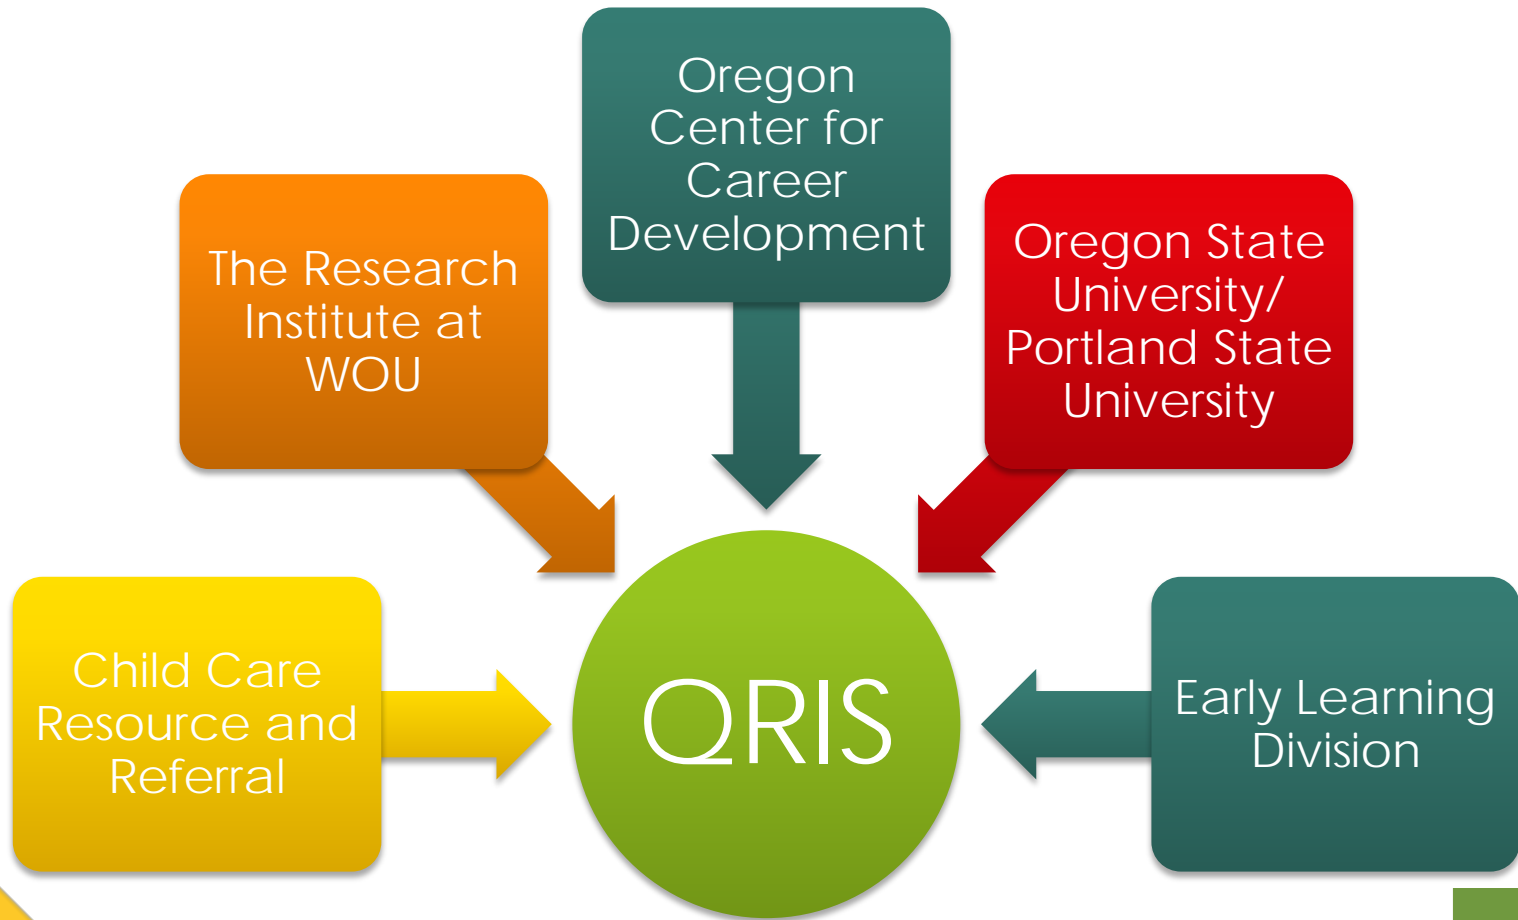 Oregon
Center for
Career
Development
The Research
Institute at
WOU
Oregon State
University/
Portland State
University
Child Care
Resource and
Referral
QRIS
Early Learning
Division